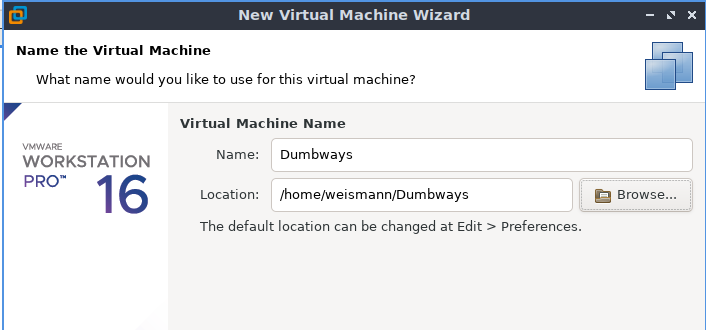 New Virtual Machine Wizard
Name the Virtual Machine
What name would you like to use for this virtual machine?
VMWARE
WORKSTATION
PRO™ 16
Virtual Machine Name
Name: Dumbways
Location: /home/weismann/Dumbways Browse...
The default location can be changed at Edit > Preferences.